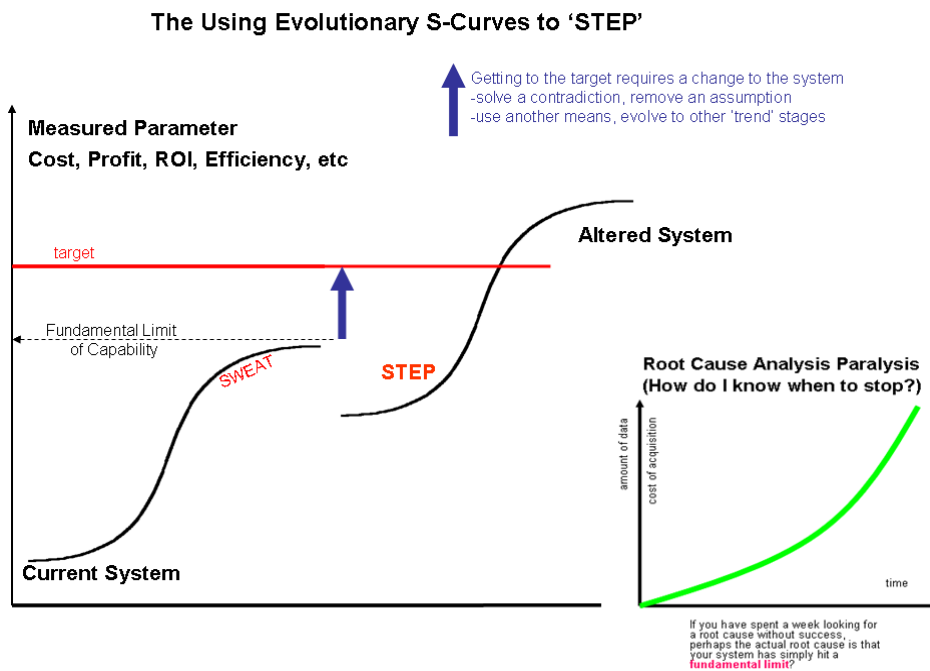 The Using Evolutionary S-Curves to ‘STEP’
Getting to the target requires a change to the system
-solve a contradiction, remove an assumption
-use another means, evolve to other ‘trend’ stages
Measured Parameter
Cost, Profit, ROI, Efficiency, etc
target
Altered System
Fundamental Limit
of Capability
SWEAT
STEP
Current System
Root Cause Analysis Paralysis
(How do I know when to stop?)
amount of data
cost of acquisition
time
If you have spent a week looking for
a root cause without success,
perhaps the actual root cause is that
your system has simply hit a
fundamental limit?